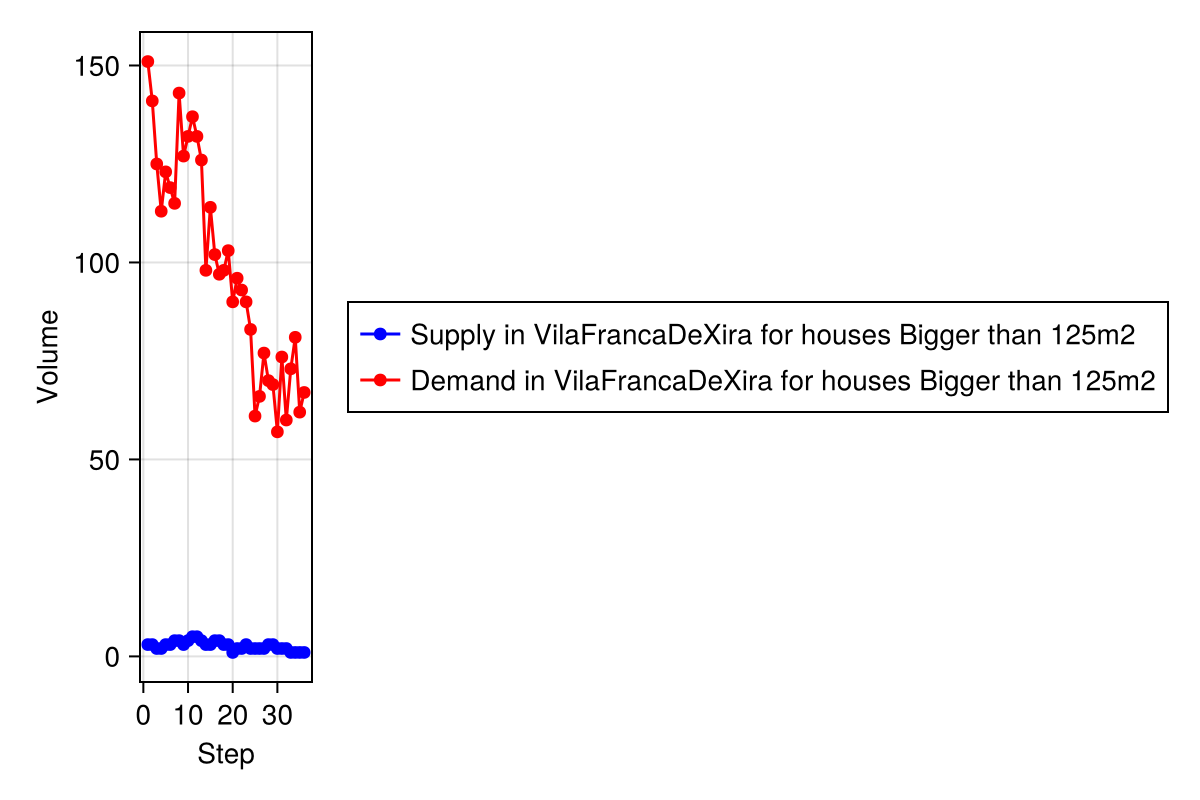 150
100
50
0
Volume
0 10 20 30
Step
Supply in VilaFrancaDeXira for houses Bigger than 125m2
Demand in VilaFrancaDeXira for houses Bigger than 125m2